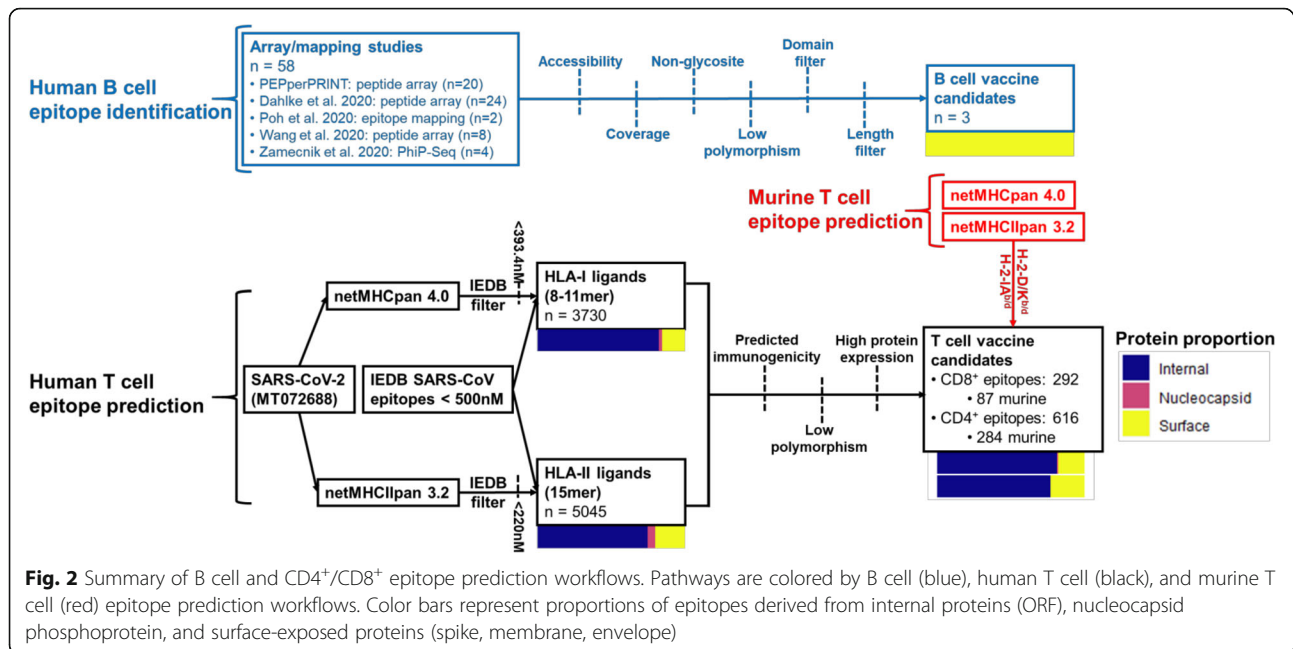 Human B cell
epitope identification
Array/mapping studies
n = 58
• PEPperPRINT: peptide array (n=20)
• Dahlke et al. 2020: peptide array (n=24)
• Poh et al. 2020: epitope mapping (n=2)
• Wang et al. 2020: peptide array (n=8)
• Zamecnik et al. 2020: PhiP-Seq (n=4)
Accessibility
Coverage
Non-glycosite
Low
polymorphism
Domain
filter
Length
filter
B cell vaccine
candidates
n = 3
Murine T cell
epitope prediction
netMHCpan 4.0
netMHCIIpan 3.2
H-2-D/Kb/d
H-2-IAb/d
Human T cell
epitope prediction
SARS-CoV-2
(MT072688)
netMHCpan 4.0
IEDB
filter
<393.4nM
IEDB SARS-CoV
epitopes < 500nM
netMHCIIpan 3.2
IEDB
filter
<220nM
HLA-I ligands
(8-11mer)
n = 3730
HLA-II ligands
(15mer)
n = 5045
Predicted
immunogenicity
Low
polymorphism
High protein
expression
T cell vaccine
candidates
• CD8+ epitopes: 292
• 87 murine
• CD4+ epitopes: 616
• 284 murine
Protein proportion
Internal
Nucleocapsid
Surface
Fig. 2 Summary of B cell and CD4+/CD8+ epitope prediction workflows. Pathways are colored by B cell (blue), human T cell (black), and murine T
cell (red) epitope prediction workflows. Color bars represent proportions of epitopes derived from internal proteins (ORF), nucleocapsid
phosphoprotein, and surface-exposed proteins (spike, membrane, envelope)